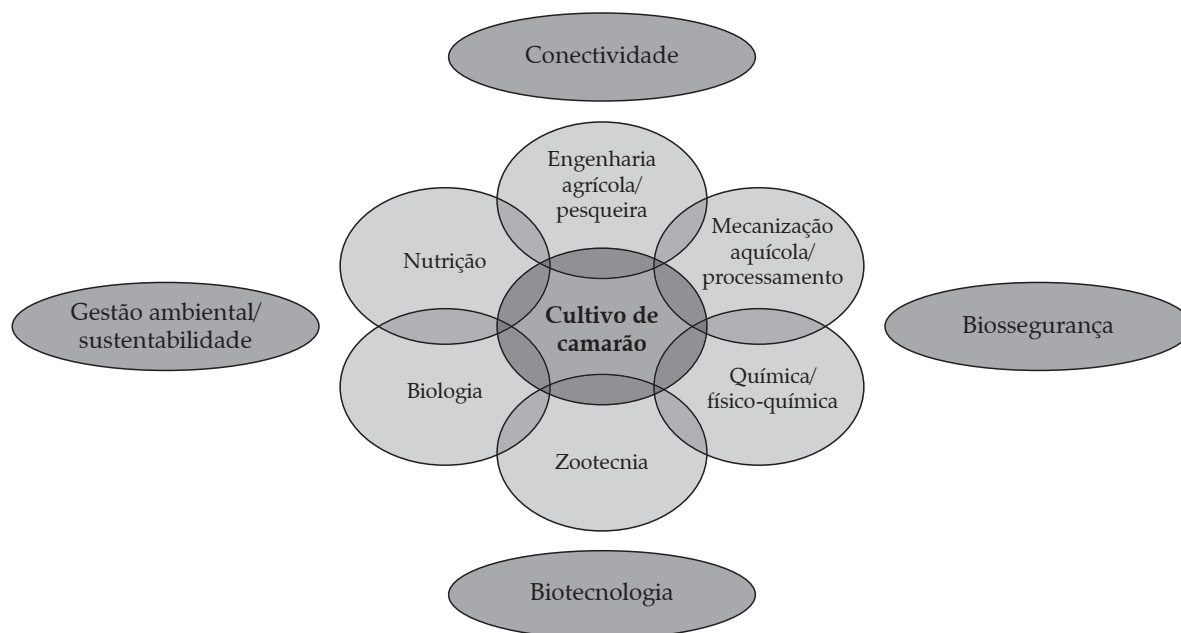 Conectividade
Engenharia
agrícola/
pesqueira
Mecanização
aquícola/
processamento
Nutrição
Gestão ambiental/
sustentabilidade
Cultivo de
camarão
Biossegurança
Biologia
Química/
físico-química
Zootecnia
Biotecnologia